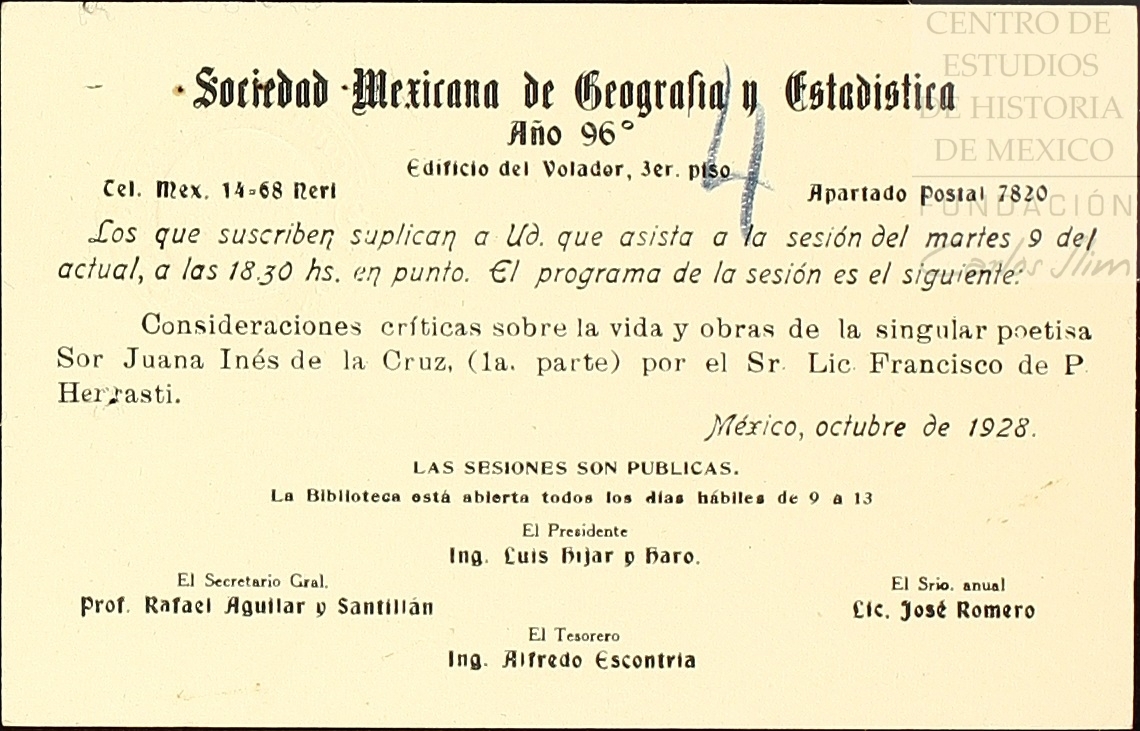 CENTRO DE
ESTUDIOS
DE HISTORIA
DE MEXICO
FUNDACIÓN
Carlos Slim
Sociedad Mexicana de Geografia y Estadistica
Año 96°
4
Edificio del Volador, 3er. piso
Tel. Mex. 14-68 Neri
Apartado Postal 7820
Los que suscriben suplican a Ud. que asista a la sesión del martes 9 del
actual, a las 18.30 hs. en punto. El programa de la sesión es el siguiente:
Consideraciones críticas sobre la vida y obras de la singular poetisa
Sor Juana Inés de la Cruz, (1a. parte) por el Sr. Lic. Francisco de P.
Herrasti.
México, octubre de 1928.
LAS SESIONES SON PUBLICAS.
La Biblioteca está abierta todos los días hábiles de 9 a 13
El Presidente
Ing. Luis Hijar y Haro.
El Secretario Gral.
Prof. Rafael Aguilar y Santillán
El Srio. anual
Lic. José Romero
El Tesorero
Ing. Alfredo Escontria